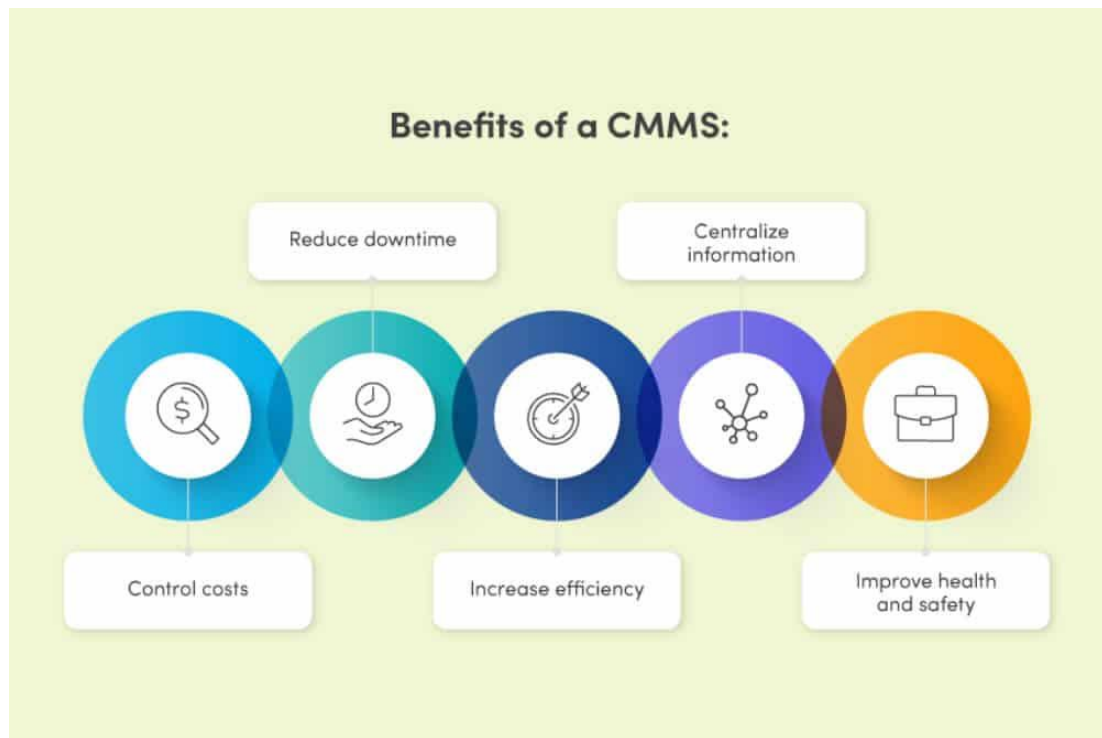 Benefits of a CMMS:
Reduce downtime
Centralize
information
$
Control costs
Increase efficiency
Improve health
and safety